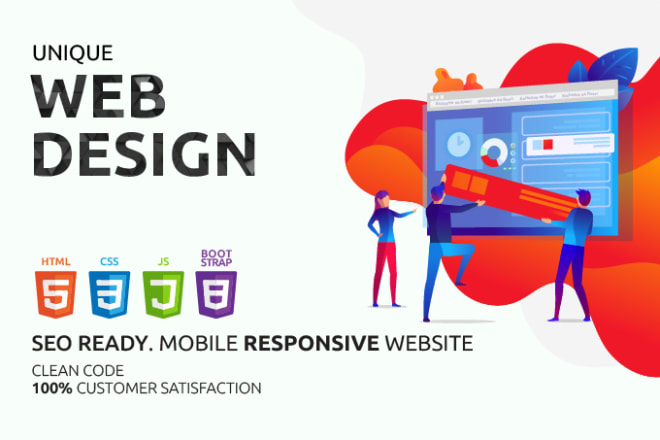 UNIQUE
WEB
DESIGN
HTML
CSS
JS
BOOT
STRAP
5
3
J
8
SEO READY. MOBILE RESPONSIVE WEBSITE
CLEAN CODE
100% CUSTOMER SATISFACTION